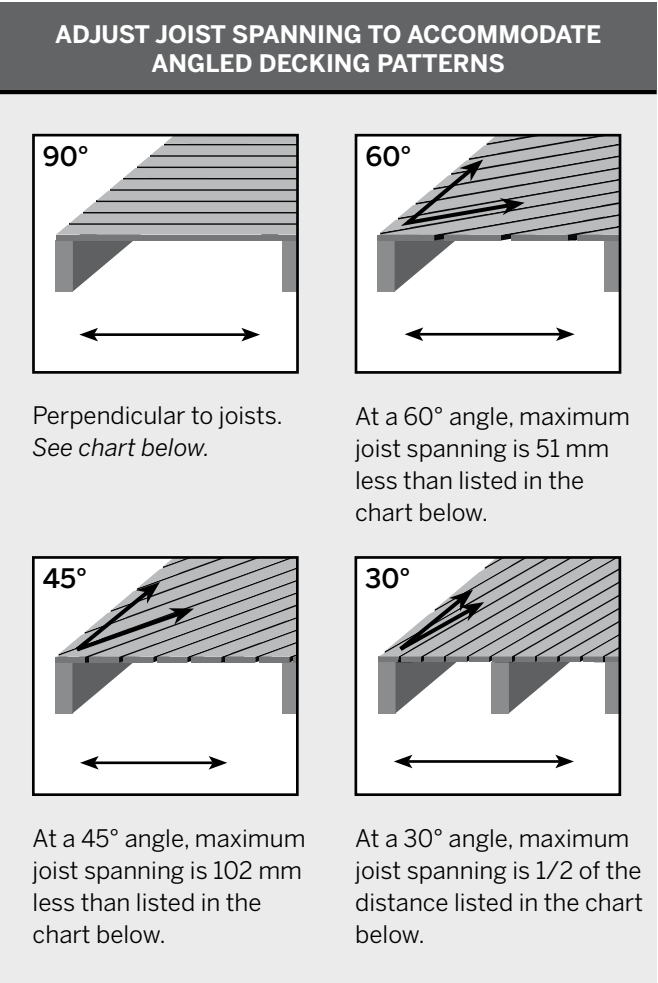 ADJUST JOIST SPANNING TO ACCOMMODATE
ANGLED DECKING PATTERNS
90°
Perpendicular to joists.
See chart below.
60°
At a 60° angle, maximum
joist spanning is 51 mm
less than listed in the
chart below.
45°
At a 45° angle, maximum
joist spanning is 102 mm
less than listed in the
chart below.
30°
At a 30° angle, maximum
joist spanning is 1/2 of the
distance listed in the chart
below.